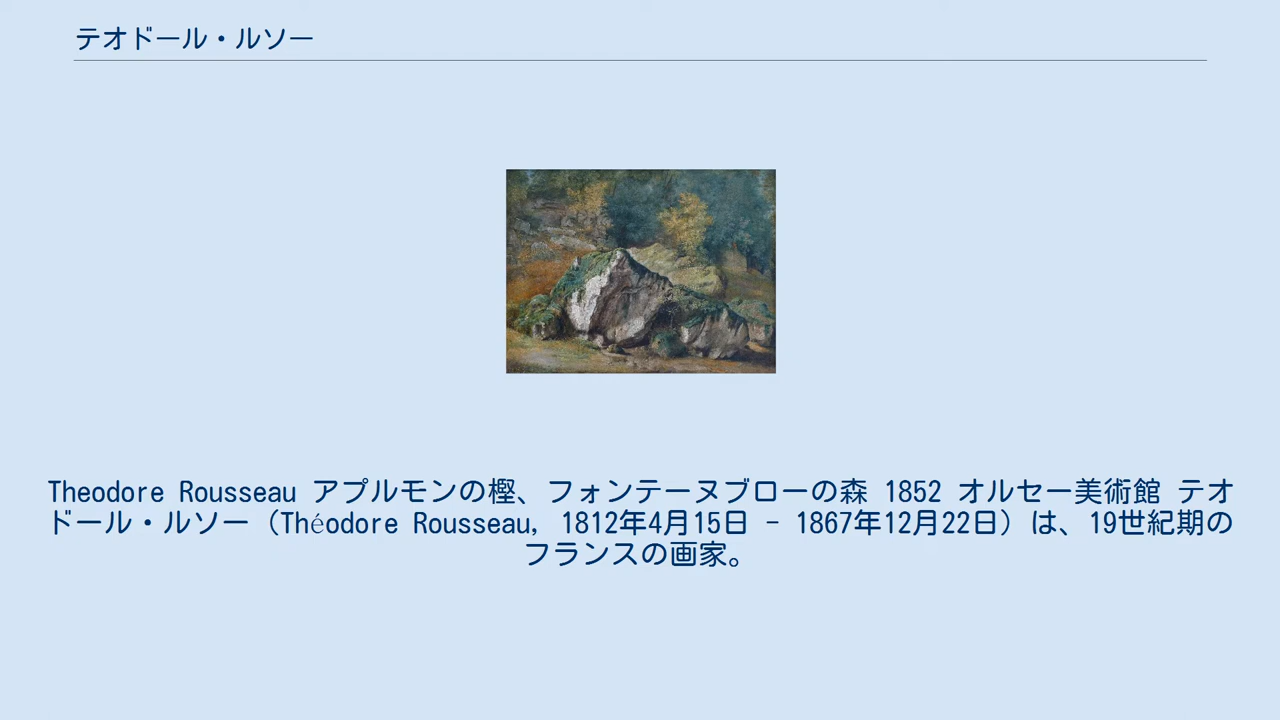 テオドール・ルソー
Theodore Rousseau アプルモンの樫、フォンテーヌブローの森 1852 オルセー美術館 テオ
ドール・ルソー（Théodore Rousseau, 1812年4月15日 - 1867年12月22日）は、19世紀期の
フランスの画家。